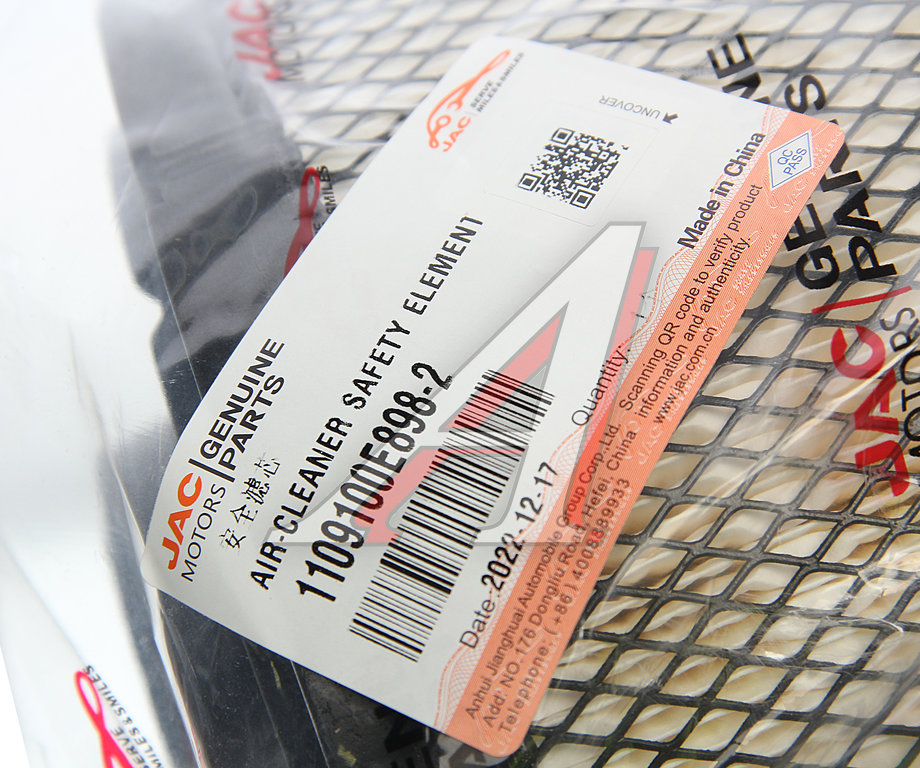 JAC
SERVE
MILES&SMILES
UNCOVER
JAC
MOTORS
GENUINE
PARTS
安全滤芯
AIR-CLEANER SAFETY ELEMENT
1109100E898-2
Date: 2022-12-17
Quantity:
Made in China
QC
PASS
Anhui Jianghuai Automobile Group Corp.,Ltd.
Add: NO.176 Dongliu Road, Hefei, China
Telephone: (+86) 4008889933
Scanning QR code to verify product
information and authenticity.
www.jac.com.cn
JAC
MOTORS
GENUINE
PARTS
JAC
SERVE
MILES & SMILES